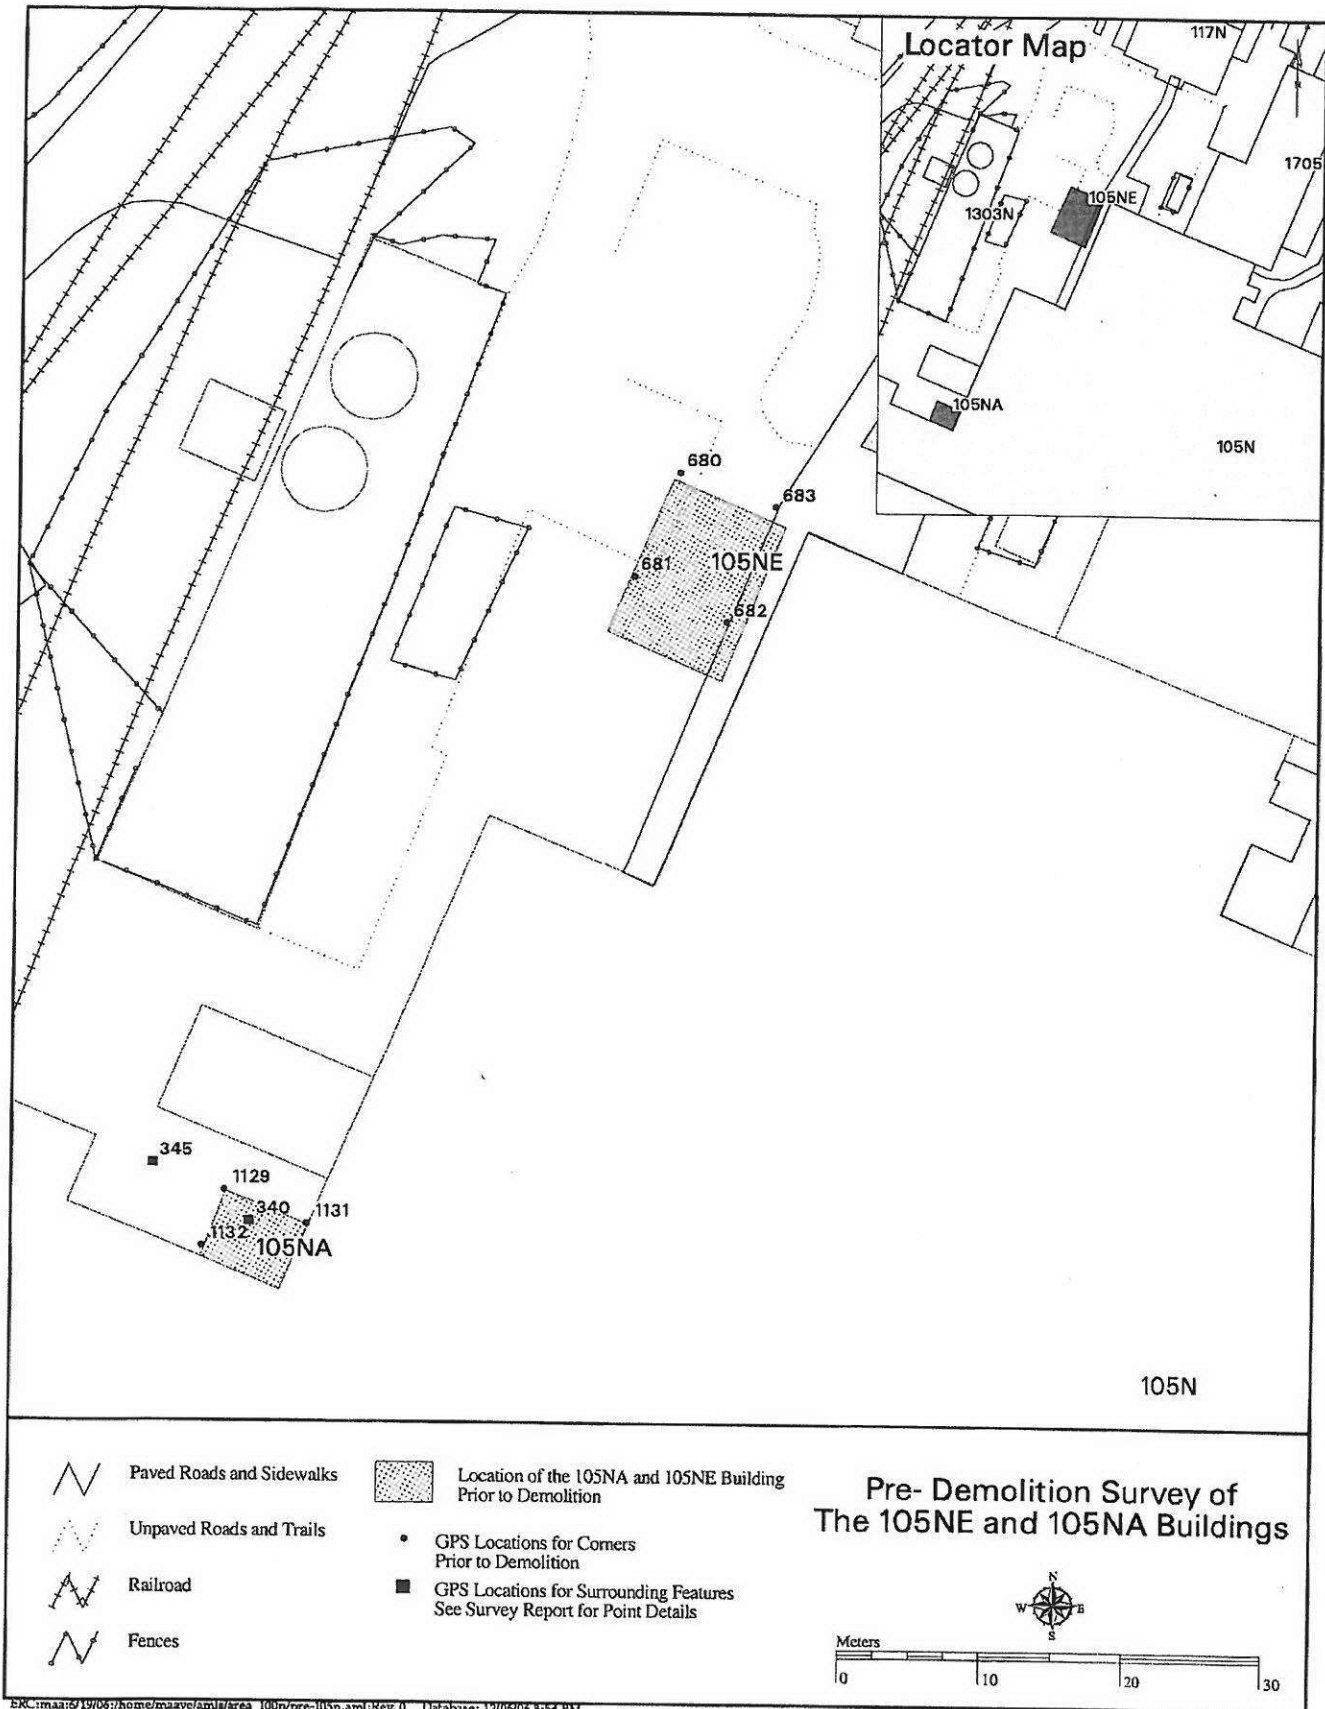 Locator Map
117N
1705
105NE
1303N
105NA
105N
680
683
105NE
681
682
345
1129
340
1131
1132
105NA
105N
Paved Roads and Sidewalks
Unpaved Roads and Trails
Railroad
Fences
Location of the 105NA and 105NE Building
Prior to Demolition
GPS Locations for Corners
Prior to Demolition
GPS Locations for Surrounding Features
See Survey Report for Point Details
Pre- Demolition Survey of
The 105NE and 105NA Buildings
N
W E
S
Meters
0 10 20 30